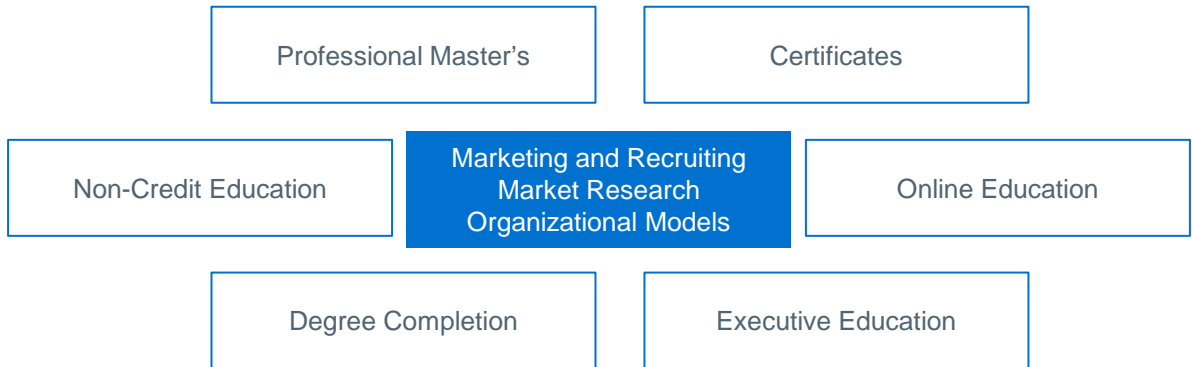 Professional Master’s
Certificates
Non-Credit Education
Marketing and Recruiting
Market Research
Organizational Models
Online Education
Degree Completion
Executive Education